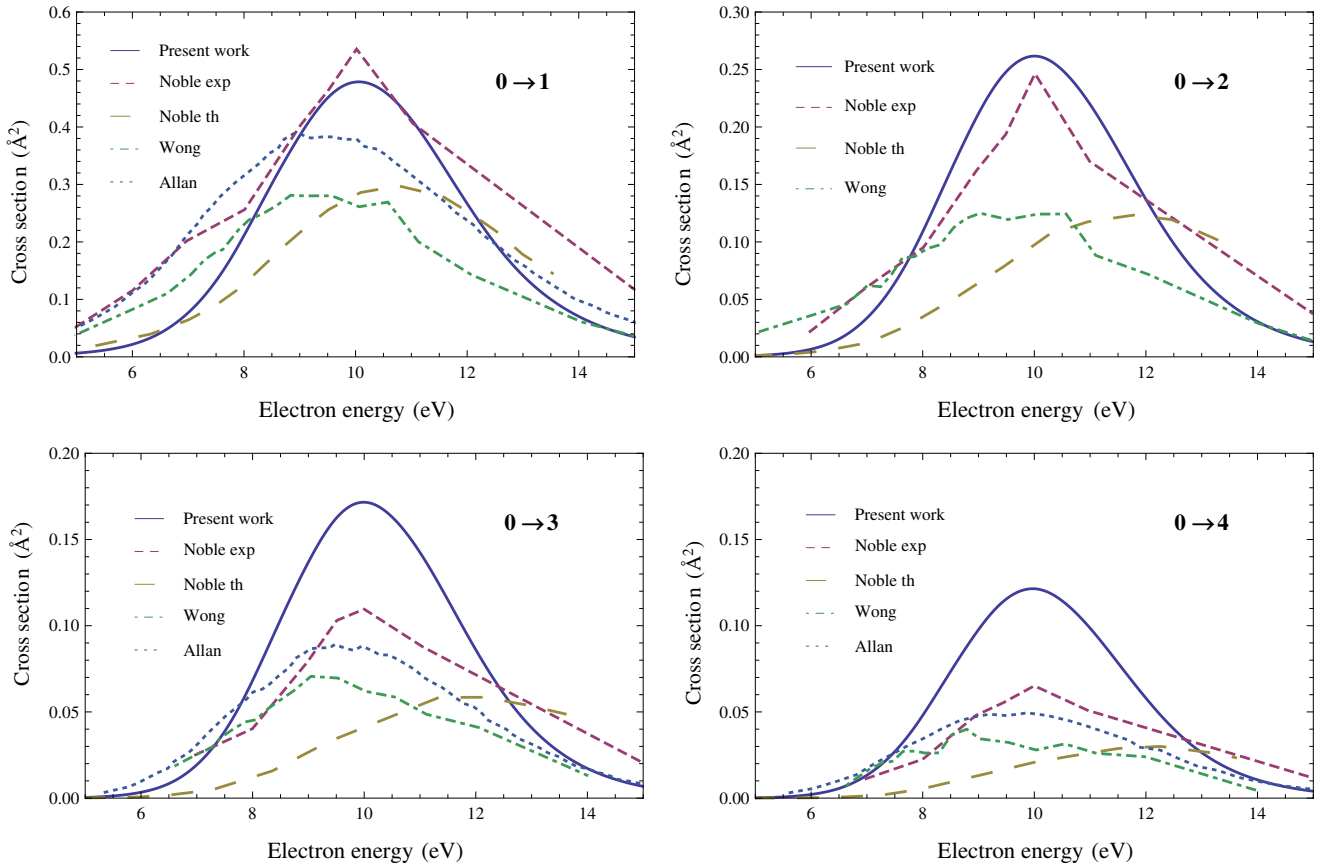 0.6
0.5
0.4
0.3
0.2
0.1
0.0
Cross section (Å²)
Present work
Noble exp
Noble th
Wong
Allan
0→1
6 8 10 12 14
Electron energy (eV)
0.30
0.25
0.20
0.15
0.10
0.05
0.00
Cross section (Å²)
Present work
Noble exp
Noble th
Wong
0→2
6 8 10 12 14
Electron energy (eV)
0.20
0.15
0.10
0.05
0.00
Cross section (Å²)
Present work
Noble exp
Noble th
Wong
Allan
0→3
6 8 10 12 14
Electron energy (eV)
0.20
0.15
0.10
0.05
0.00
Cross section (Å²)
Present work
Noble exp
Noble th
Wong
Allan
0→4
6 8 10 12 14
Electron energy (eV)